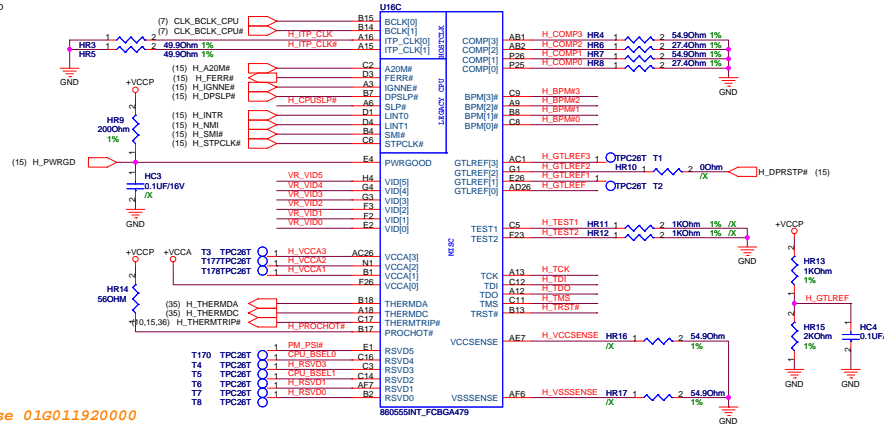 U16C
(7) CLK_BCLK_CPU B15 BCLK[0]
(7) CLK_BCLK_CPU# B14 BCLK[1]
H_ITP_CLK A16 ITP_CLK[0]
HR3 1 2 49.9Ohm 1% H_ITP_CLK# A15 ITP_CLK[1]
HR5 1 2 49.9Ohm 1%
GND
HOSTCLK
COMP[3] AB1 H_COMP3 HR4 1 2 54.9Ohm 1%
COMP[2] AB2 H_COMP2 HR6 1 2 27.4Ohm 1%
COMP[1] P26 H_COMP1 HR7 1 2 54.9Ohm 1%
COMP[0] P25 H_COMP0 HR8 1 2 27.4Ohm 1%
GND
(15) H_A20M# C2 A20M#
(15) H_FERR# D3 FERR#
(15) H_IGNNE# A3 IGNNE#
(15) H_DPSLP# B7 DPSLP#
H_CPUSLP# A6 SLP#
(15) H_INTR D1 LINT0
(15) H_NMI D4 LINT1
(15) H_SMI# B4 SMI#
(15) H_STPCLK# C6 STPCLK#
LEGACY CPU
BPM[3]# C9 H_BPM#3
BPM[2]# A9 H_BPM#2
BPM[1]# B8 H_BPM#1
BPM[0]# C8 H_BPM#0
+VCCP
HR9
200Ohm
1%
(15) H_PWRGD E4 PWRGOOD
HC3
0.1UF/16V
/X
GND
GTLREF[3] AC1 H_GTLREF3 1 TPC26T T1
GTLREF[2] G1 H_GTLREF2 HR10 1 2 0Ohm /X H_DPRSTP# (15)
GTLREF[1] E26 H_GTLREF1 1 TPC26T T2
GTLREF[0] AD26 H_GTLREF
VR_VID5 H4 VID[5]
VR_VID4 G4 VID[4]
VR_VID3 G3 VID[3]
VR_VID2 F3 VID[2]
VR_VID1 F2 VID[1]
VR_VID0 E2 VID[0]
MISC
TEST1 C5 H_TEST1 HR11 1 2 1KOhm 1% /X
TEST2 F23 H_TEST2 HR12 1 2 1KOhm 1% /X
GND
+VCCP +VCCA
T3 TPC26T 1 H_VCCA3 AC26 VCCA[3]
T177 TPC26T 1 H_VCCA2 N1 VCCA[2]
T178 TPC26T 1 H_VCCA1 B1 VCCA[1]
F26 VCCA[0]
HR14
56OHM
TCK A13 H_TCK
TDI C12 H_TDI
TDO A12 H_TDO
TMS C11 H_TMS
TRST# B13 H_TRST#
+VCCP
HR13
1KOhm
1%
H_GTLREF
HR15
2KOhm
1%
HC4
0.1UF/
GND GND
(35) H_THERMDA B18 THERMDA
(35) H_THERMDC A18 THERMDC
10,15,36) H_THERMTRIP# C17 THERMTRIP#
H_PROCHOT# B17 PROCHOT#
VCCSENSE AE7 H_VCCSENSE HR16 1 2 54.9Ohm
/X 1%
PM_PSI# E1 RSVD5
T170 TPC26T 1 CPU_BSEL0 C16 RSVD4
T4 TPC26T 1 H_RSVD3 C3 RSVD3
T5 TPC26T 1 CPU_BSEL1 C14 RSVD2
T6 TPC26T 1 H_RSVD1 AF7 RSVD1
T7 TPC26T 1 H_RSVD0 B2 RSVD0
T8 TPC26T
VSSSENSE AF6 H_VSSSENSE HR17 1 2 54.9Ohm
/X 1%
GND
860555INT_FCBGA479
se 01G011920000